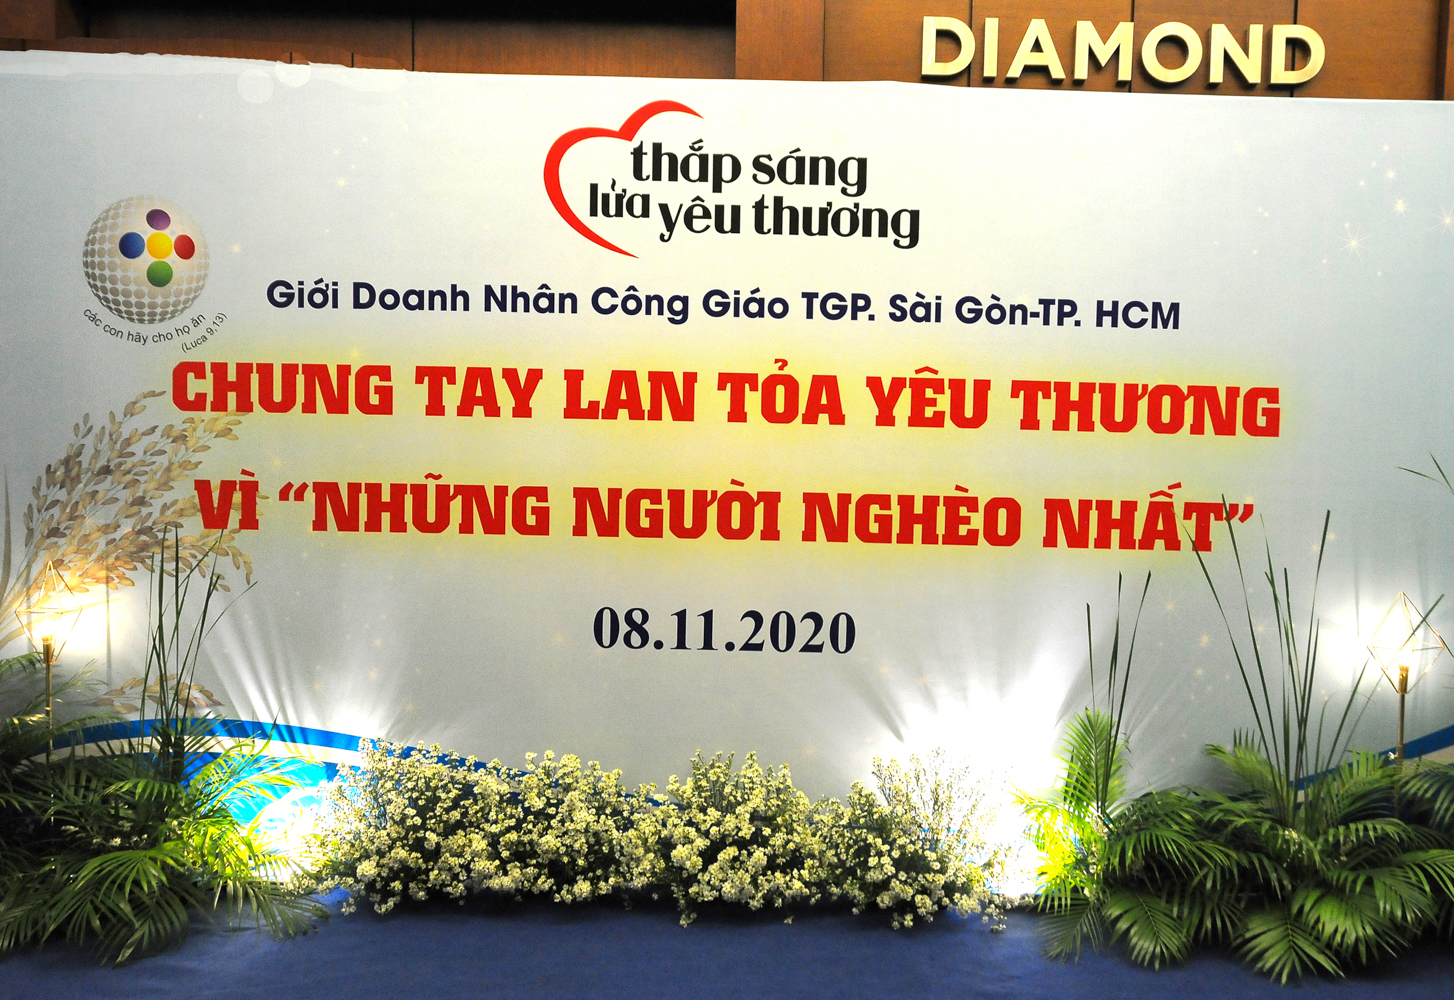 DIAMOND
thắp sáng
lửa yêu thương
Giới Doanh Nhân Công Giáo TGP. Sài Gòn-TP. HCM
các con hãy cho họ ăn
(Luca 9,13)
CHUNG TAY LAN TỎA YÊU THƯƠNG
VÌ “NHỮNG NGƯỜI NGHÈO NHẤT”
08.11.2020